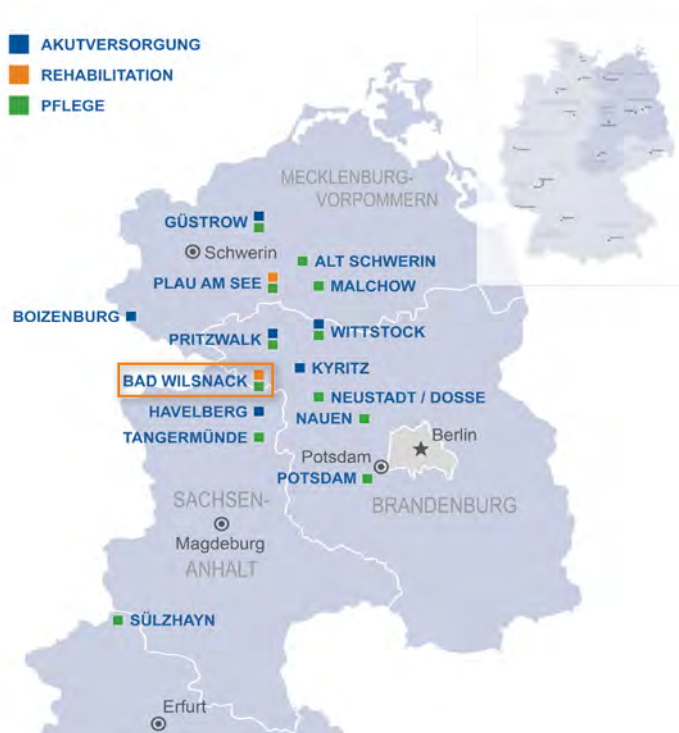 AKUTVERSORGUNG
REHABILITATION
PFLEGE
MECKLENBURG-
VORPOMMERN
GÜSTROW
Schwerin
ALT SCHWERIN
PLAU AM SEE
MALCHOW
BOIZENBURG
PRITZWALK
WITTSTOCK
KYRITZ
BAD WILSNACK
NEUSTADT / DOSSE
HAVELBERG
NAUEN
TANGERMÜNDE
Berlin
Potsdam
POTSDAM
SACHSEN-
BRANDENBURG
Magdeburg
ANHALT
SÜLZHAYN
Erfurt